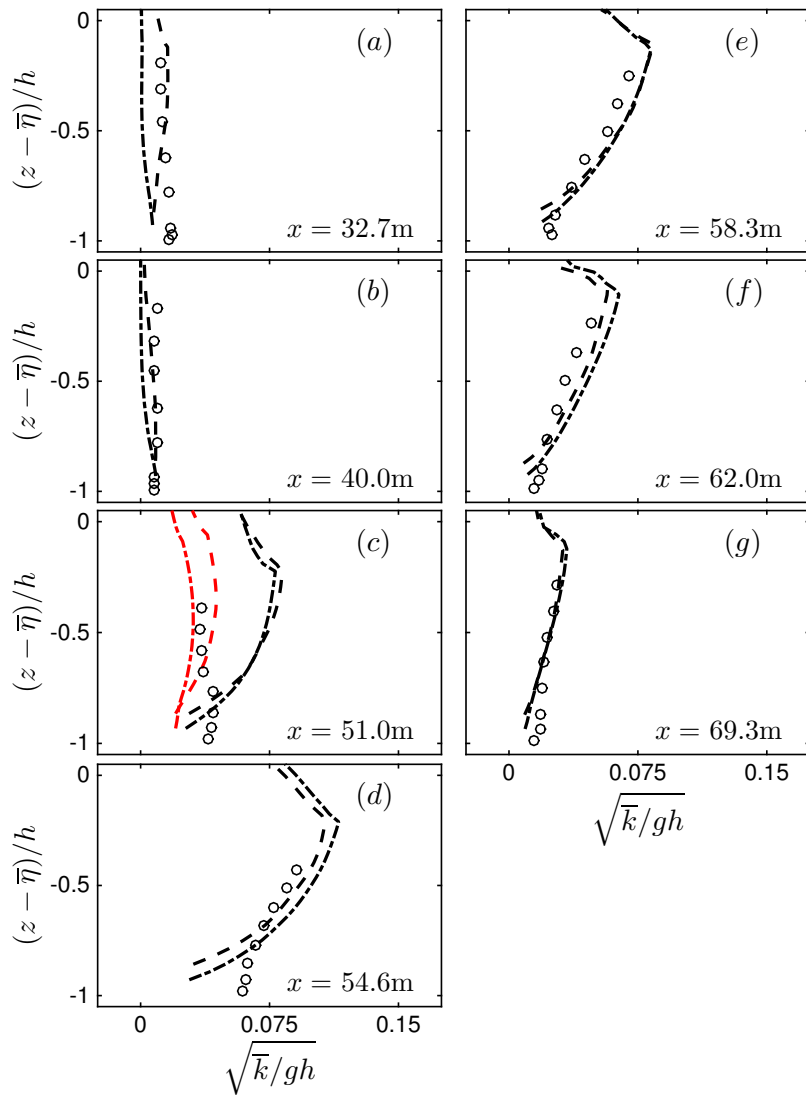 0
-0.5
-1
(z − η̅)/h
(a)
x = 32.7m
0
-0.5
-1
(z − η̅)/h
(b)
x = 40.0m
0
-0.5
-1
(z − η̅)/h
(c)
x = 51.0m
0
-0.5
-1
(z − η̅)/h
(d)
x = 54.6m
0 0.075 0.15
√k̅/gh
(e)
x = 58.3m
(f)
x = 62.0m
(g)
x = 69.3m
0 0.075 0.15
√k̅/gh